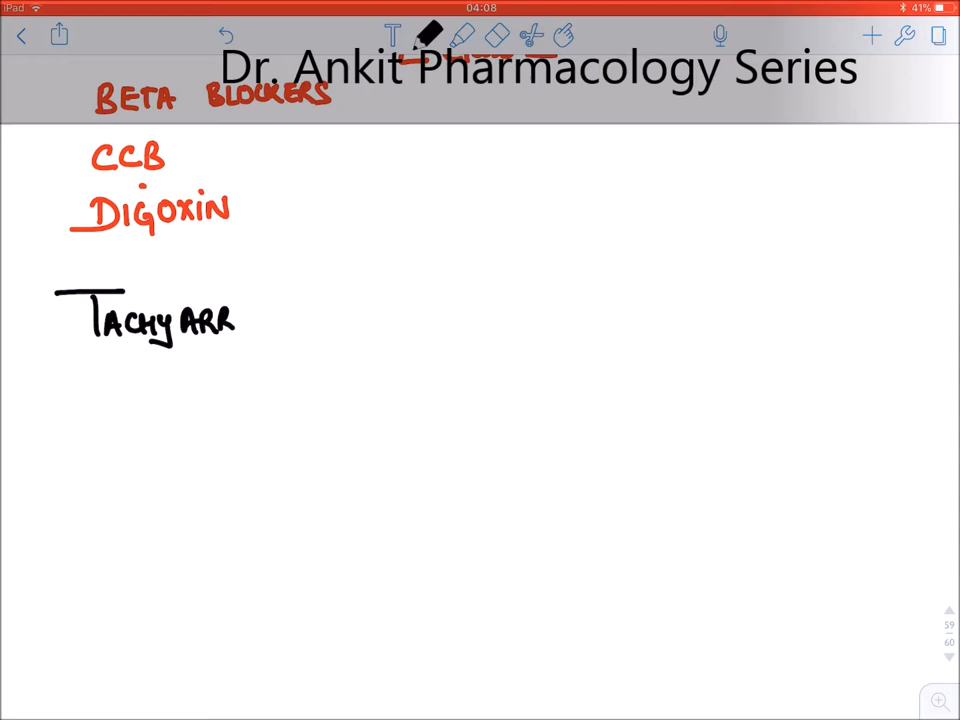 iPad 04:08 41%
Dr. Ankit Pharmacology Series
BETA BLOCKERS
CCB
DIGOXIN
TACHYARR
59
60